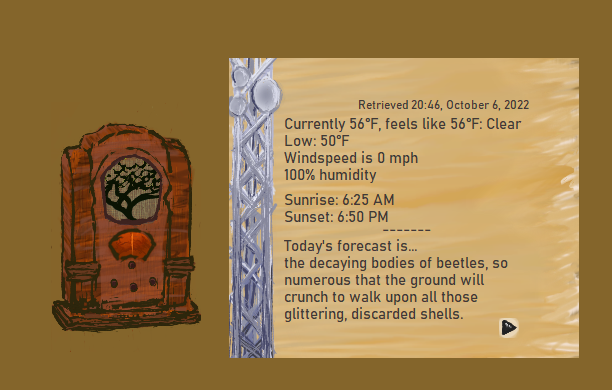 Retrieved 20:46, October 6, 2022
Currently 56°F, feels like 56°F: Clear
Low: 50°F
Windspeed is 0 mph
100% humidity
Sunrise: 6:25 AM
Sunset: 6:50 PM
-------
Today's forecast is...
the decaying bodies of beetles, so
numerous that the ground will
crunch to walk upon all those
glittering, discarded shells.